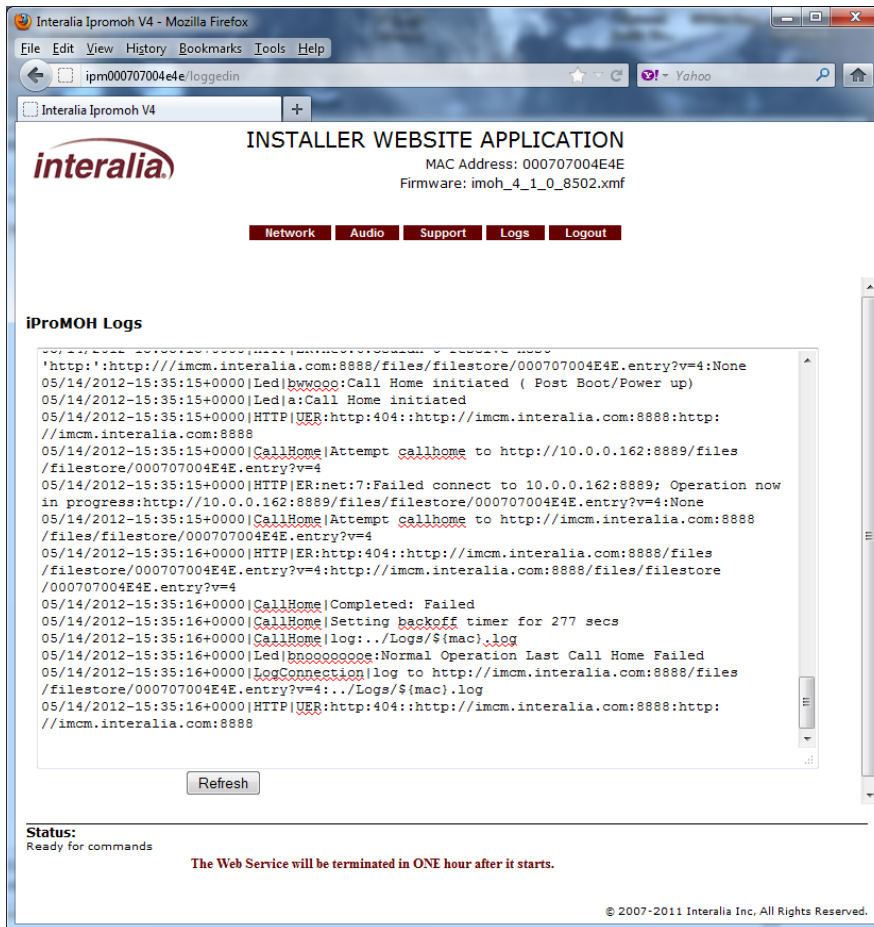 Interalia Ipromoh V4 - Mozilla Firefox
File Edit View History Bookmarks Tools Help
ipm000707004e4e/loggedin
Yahoo
Interalia Ipromoh V4
+
interalia
INSTALLER WEBSITE APPLICATION
MAC Address: 000707004E4E
Firmware: imoh_4_1_0_8502.xmf
Network Audio Support Logs Logout
iProMOH Logs
'http:':http:///imcm.interalia.com:8888/files/filestore/000707004E4E.entry?v=4:None
05/14/2012-15:35:15+0000|Led|bwwooo:Call Home initiated ( Post Boot/Power up)
05/14/2012-15:35:15+0000|Led|a:Call Home initiated
05/14/2012-15:35:15+0000|HTTP|UER:http:404::http://imcm.interalia.com:8888:http:
//imcm.interalia.com:8888
05/14/2012-15:35:15+0000|CallHome|Attempt callhome to http://10.0.0.162:8889/files
/filestore/000707004E4E.entry?v=4
05/14/2012-15:35:15+0000|HTTP|ER:net:7:Failed connect to 10.0.0.162:8889; Operation now
in progress:http://10.0.0.162:8889/files/filestore/000707004E4E.entry?v=4:None
05/14/2012-15:35:15+0000|CallHome|Attempt callhome to http://imcm.interalia.com:8888
/files/filestore/000707004E4E.entry?v=4
05/14/2012-15:35:16+0000|HTTP|ER:http:404::http://imcm.interalia.com:8888/files
/filestore/000707004E4E.entry?v=4:http://imcm.interalia.com:8888/files/filestore
/000707004E4E.entry?v=4
05/14/2012-15:35:16+0000|CallHome|Completed: Failed
05/14/2012-15:35:16+0000|CallHome|Setting backoff timer for 277 secs
05/14/2012-15:35:16+0000|CallHome|log:../Logs/${mac}.log
05/14/2012-15:35:16+0000|Led|bnoooooooe:Normal Operation Last Call Home Failed
05/14/2012-15:35:16+0000|LogConnection|log to http://imcm.interalia.com:8888/files
/filestore/000707004E4E.entry?v=4:../Logs/${mac}.log
05/14/2012-15:35:16+0000|HTTP|UER:http:404::http://imcm.interalia.com:8888:http:
//imcm.interalia.com:8888
Refresh
Status:
Ready for commands
The Web Service will be terminated in ONE hour after it starts.
© 2007-2011 Interalia Inc, All Rights Reserved.